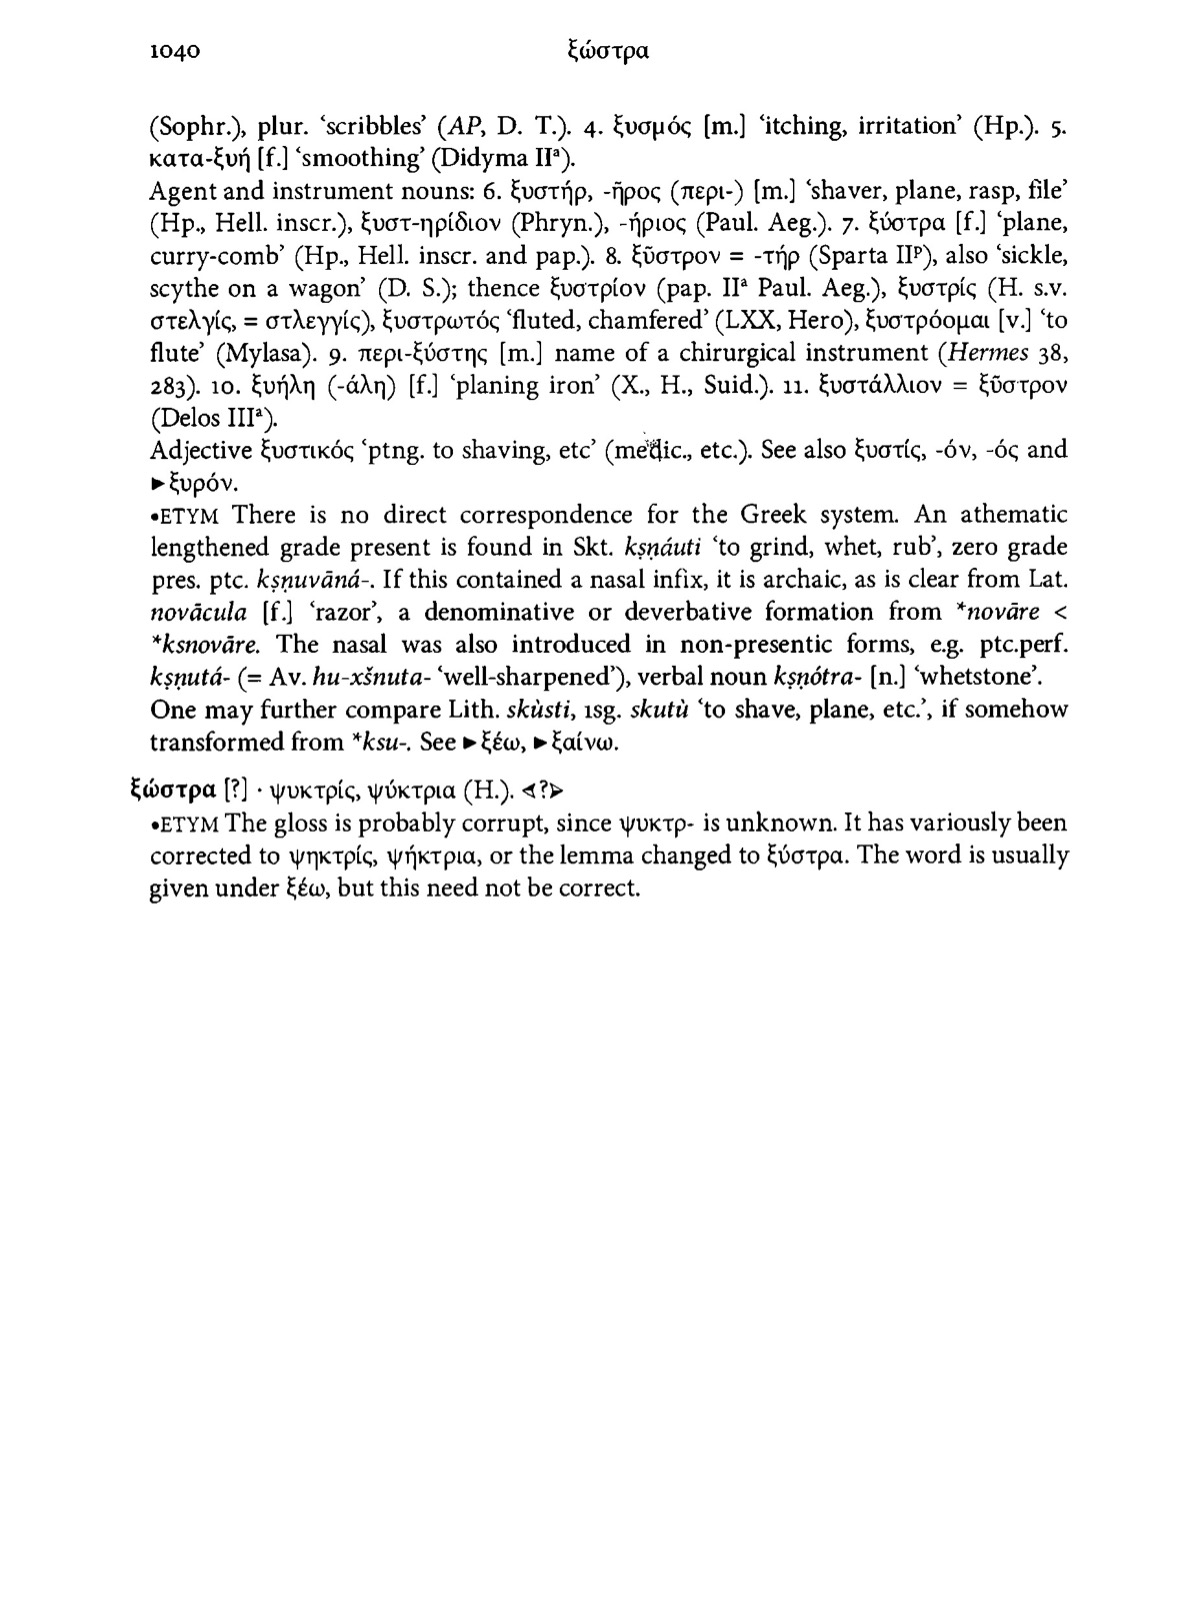 1040 ξώστρα
(Sophr.), plur. ‘scribbles’ (AP, D. T.). 4. ξυσμός [m.] ‘itching, irritation’ (Hp.). 5.
κατα-ξυή [f.] ‘smoothing’ (Didyma IIª).
Agent and instrument nouns: 6. ξυστήρ, -ῆρος (περι-) [m.] ‘shaver, plane, rasp, file’
(Hp., Hell. inscr.), ξυστ-ηρίδιον (Phryn.), -ήριος (Paul. Aeg.). 7. ξύστρα [f.] ‘plane,
curry-comb’ (Hp., Hell. inscr. and pap.). 8. ξῦστρον = -τήρ (Sparta IIᵖ), also ‘sickle,
scythe on a wagon’ (D. S.); thence ξυστρίον (pap. IIª Paul. Aeg.), ξυστρίς (H. s.v.
στελγίς, = στλεγγίς), ξυστρωτός ‘fluted, chamfered’ (LXX, Hero), ξυστρόομαι [v.] ‘to
flute’ (Mylasa). 9. περι-ξύστης [m.] name of a chirurgical instrument (Hermes 38,
283). 10. ξυήλη (-άλη) [f.] ‘planing iron’ (X., H., Suid.). 11. ξυστάλλιον = ξῦστρον
(Delos IIIª).
Adjective ξυστικός ‘ptng. to shaving, etc’ (medic., etc.). See also ξυστίς, -όν, -ός and
►ξυρόν.
•ETYM There is no direct correspondence for the Greek system. An athematic
lengthened grade present is found in Skt. kṣṇáuti ‘to grind, whet, rub’, zero grade
pres. ptc. kṣṇuvāná-. If this contained a nasal infix, it is archaic, as is clear from Lat.
novācula [f.] ‘razor’, a denominative or deverbative formation from *novāre <
*ksnovāre. The nasal was also introduced in non-presentic forms, e.g. ptc.perf.
kṣṇutá- (= Av. hu-xšnuta- ‘well-sharpened’), verbal noun kṣṇótra- [n.] ‘whetstone’.
One may further compare Lith. skùsti, 1sg. skutù ‘to shave, plane, etc.’, if somehow
transformed from *ksu-. See ►ξέω, ►ξαίνω.
ξώστρα [?] · ψυκτρίς, ψύκτρια (H.). ⋖?⋗
•ETYM The gloss is probably corrupt, since ψυκτρ- is unknown. It has variously been
corrected to ψηκτρίς, ψήκτρια, or the lemma changed to ξύστρα. The word is usually
given under ξέω, but this need not be correct.